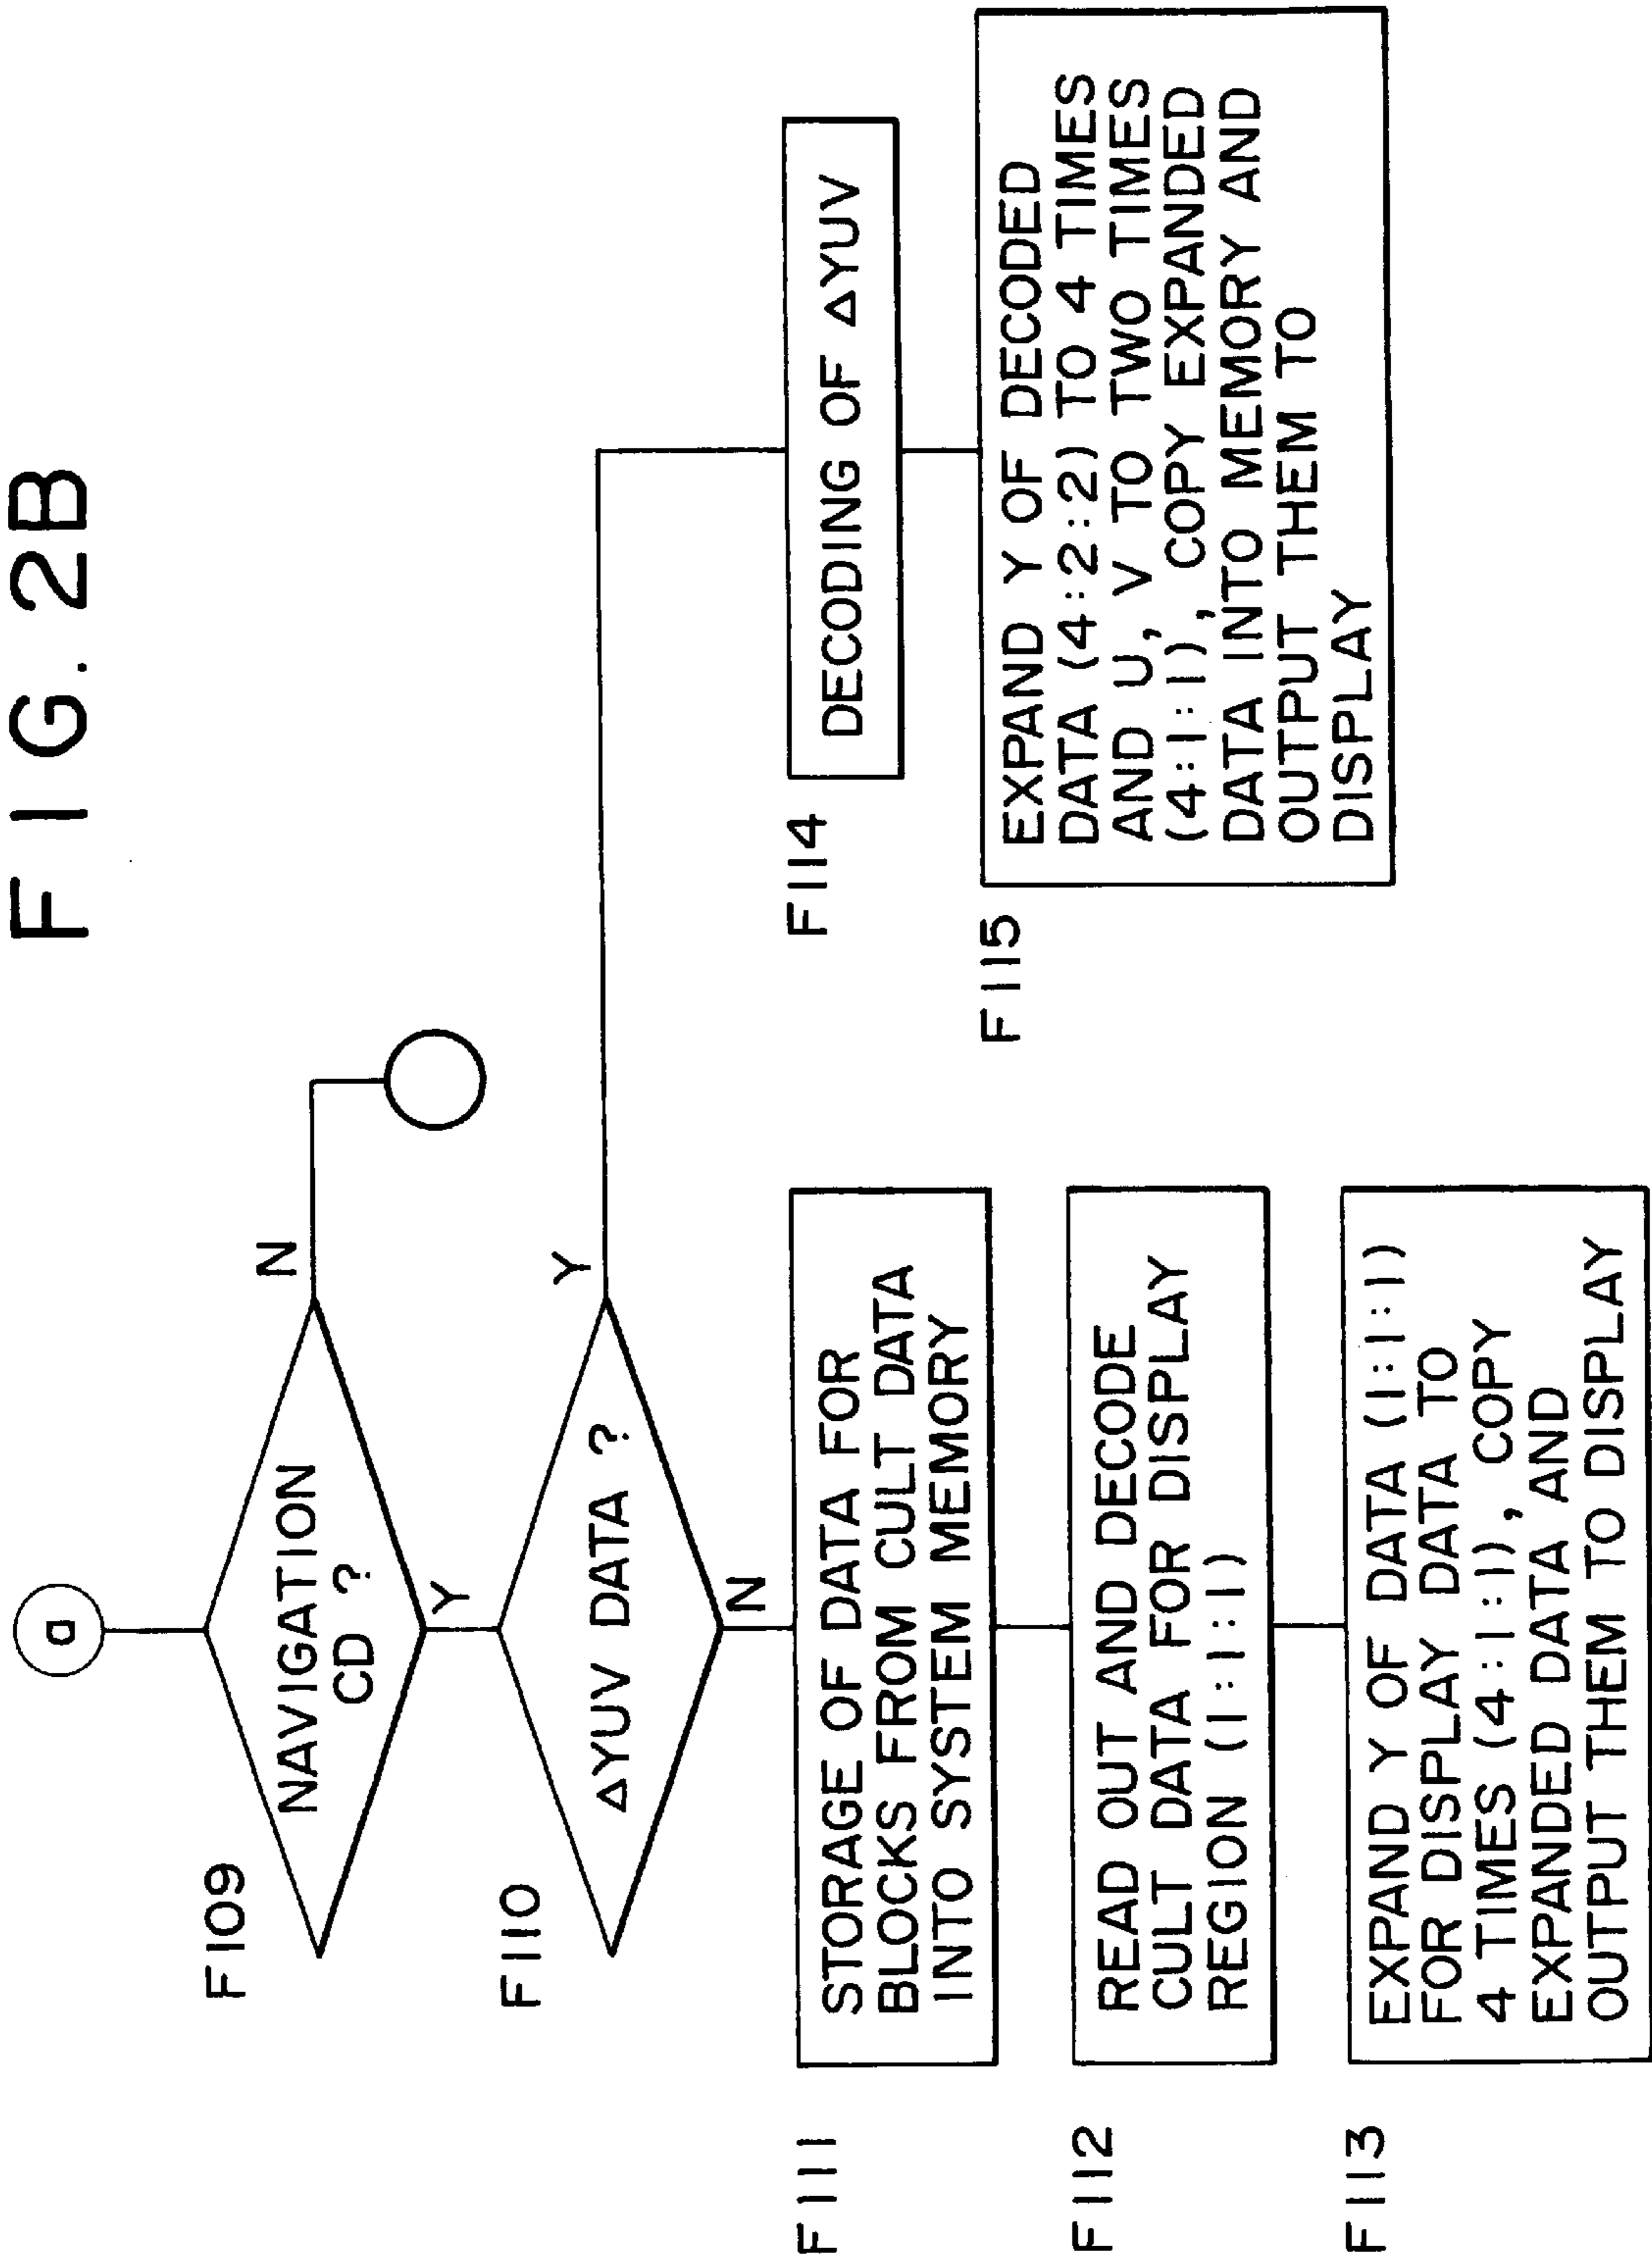 FIG. 2B
a
F109
NAVIGATION
CD ?
N
Y
F110
ΔYUV DATA ?
Y
N
F111
STORAGE OF DATA FOR
BLOCKS FROM CULT DATA
INTO SYSTEM MEMORY
F112
READ OUT AND DECODE
CULT DATA FOR DISPLAY
REGION (1:1:1)
F113
EXPAND Y OF DATA (1:1:1)
FOR DISPLAY DATA TO
4 TIMES (4:1:1), COPY
EXPANDED DATA AND
OUTPUT THEM TO DISPLAY
F114
DECODING OF ΔYUV
F115
EXPAND Y OF DECODED
DATA (4:2:2) TO 4 TIMES
AND U, V TO TWO TIMES
(4:1:1), COPY EXPANDED
DATA INTO MEMORY AND
OUTPUT THEM TO
DISPLAY